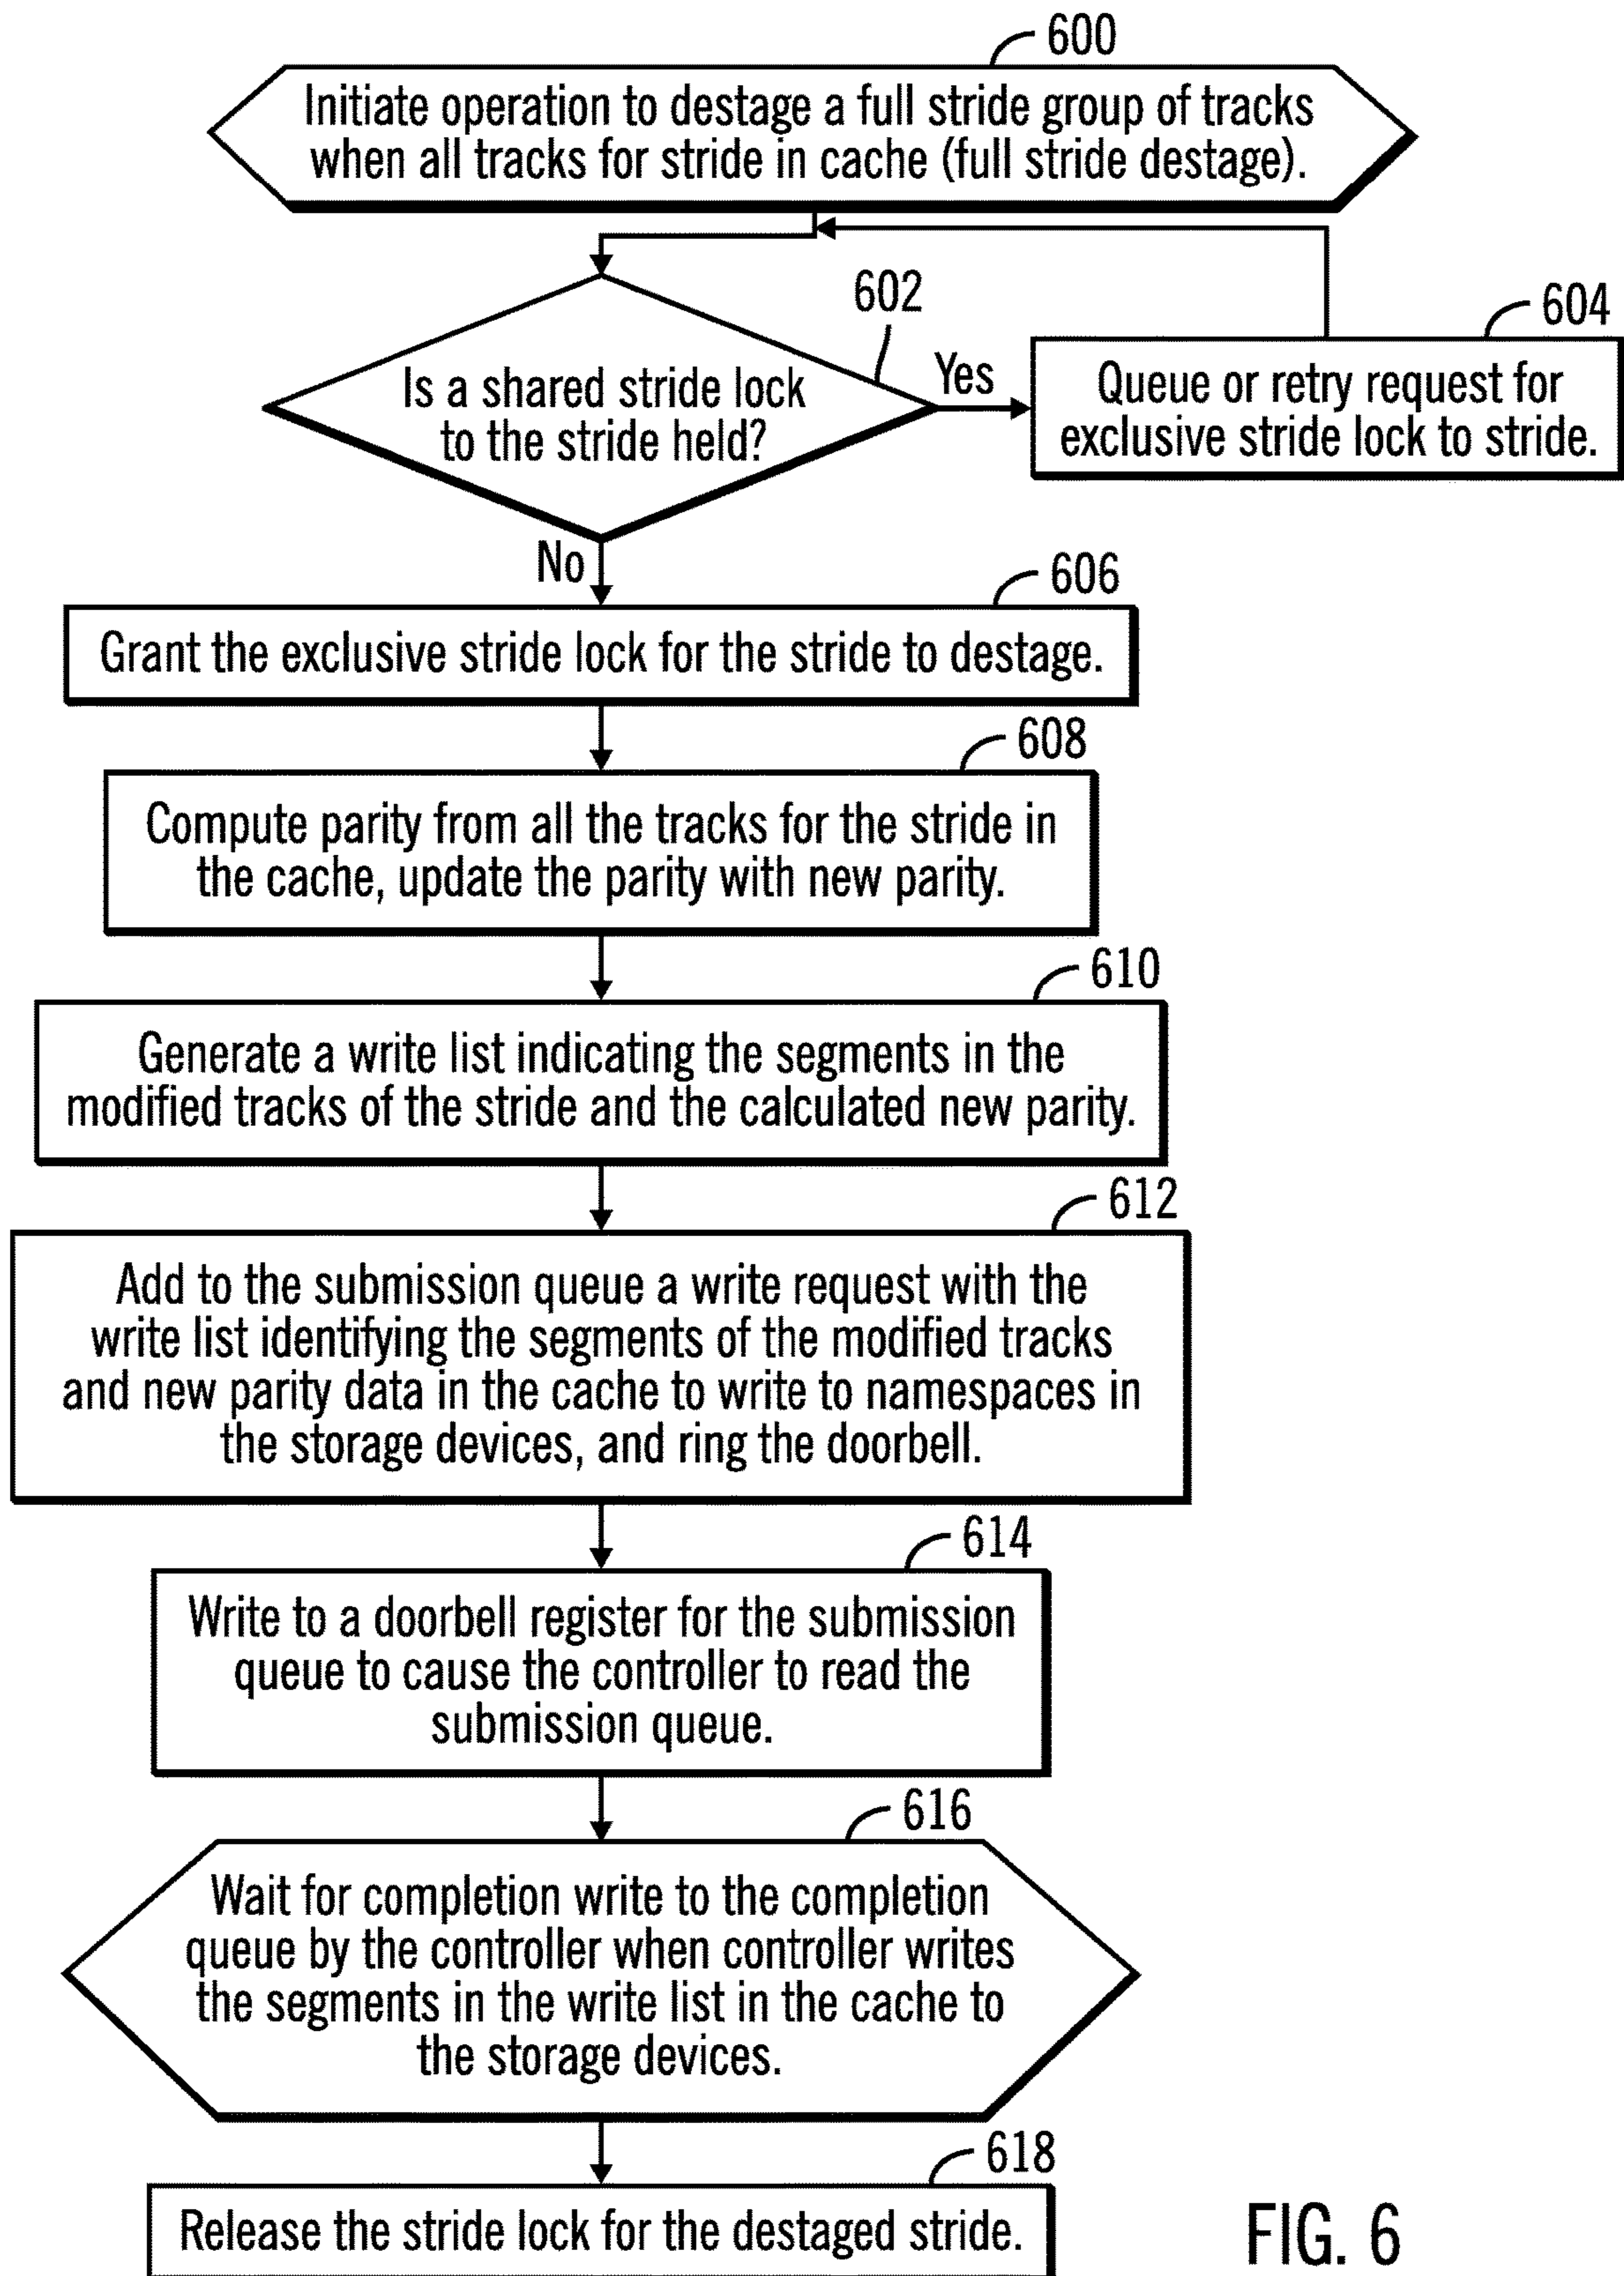 600
Initiate operation to destage a full stride group of tracks
when all tracks for stride in cache (full stride destage).
602
Is a shared stride lock
to the stride held?
Yes
604
Queue or retry request for
exclusive stride lock to stride.
No
606
Grant the exclusive stride lock for the stride to destage.
608
Compute parity from all the tracks for the stride in
the cache, update the parity with new parity.
610
Generate a write list indicating the segments in the
modified tracks of the stride and the calculated new parity.
612
Add to the submission queue a write request with the
write list identifying the segments of the modified tracks
and new parity data in the cache to write to namespaces in
the storage devices, and ring the doorbell.
614
Write to a doorbell register for the submission
queue to cause the controller to read the
submission queue.
616
Wait for completion write to the completion
queue by the controller when controller writes
the segments in the write list in the cache to
the storage devices.
618
Release the stride lock for the destaged stride.
FIG. 6